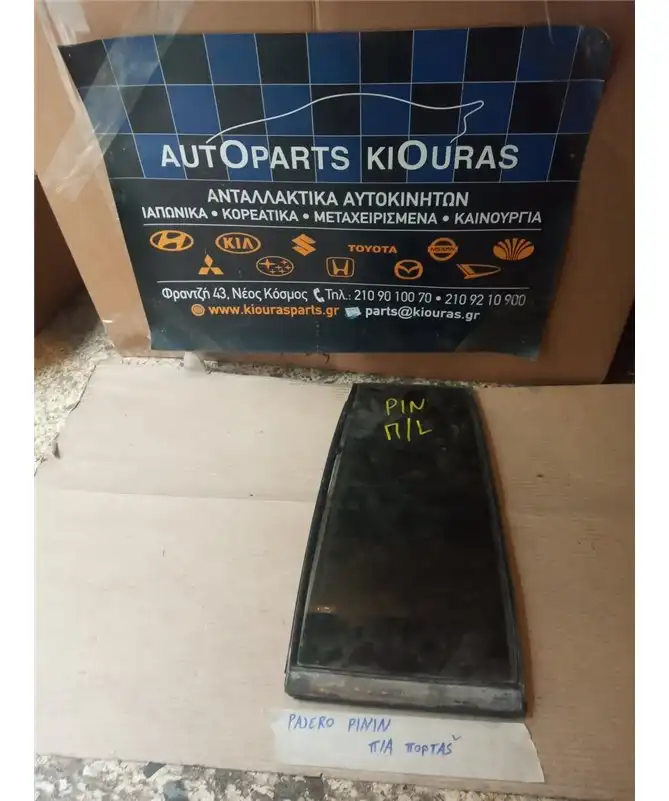 AUTOPARTS KIOURAS
ΑΝΤΑΛΛΑΚΤΙΚΑ ΑΥΤΟΚΙΝΗΤΩΝ
ΙΑΠΩΝΙΚΑ • ΚΟΡΕΑΤΙΚΑ • ΜΕΤΑΧΕΙΡΙΣΜΕΝΑ • ΚΑΙΝΟΥΡΓΙΑ
KIA TOYOTA NISSAN
Φραντζή 43, Νέος Κόσμος Τηλ.: 210 90 100 70 • 210 92 10 900
www.kiourasparts.gr parts@kiouras.gr
PIN
Π/L
PAJERO PININ
Π/Α ΠΟΡΤΑΣ